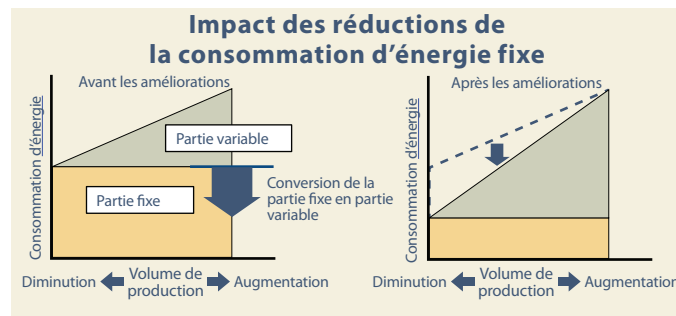 Impact des réductions de
la consommation d’énergie fixe
Avant les améliorations
Consommation d’énergie
Partie variable
Partie fixe
Conversion de la
partie fixe en partie
variable
Diminution
Volume de
production
Augmentation
Après les améliorations
Consommation d’énergie
Diminution
Volume de
production
Augmentation